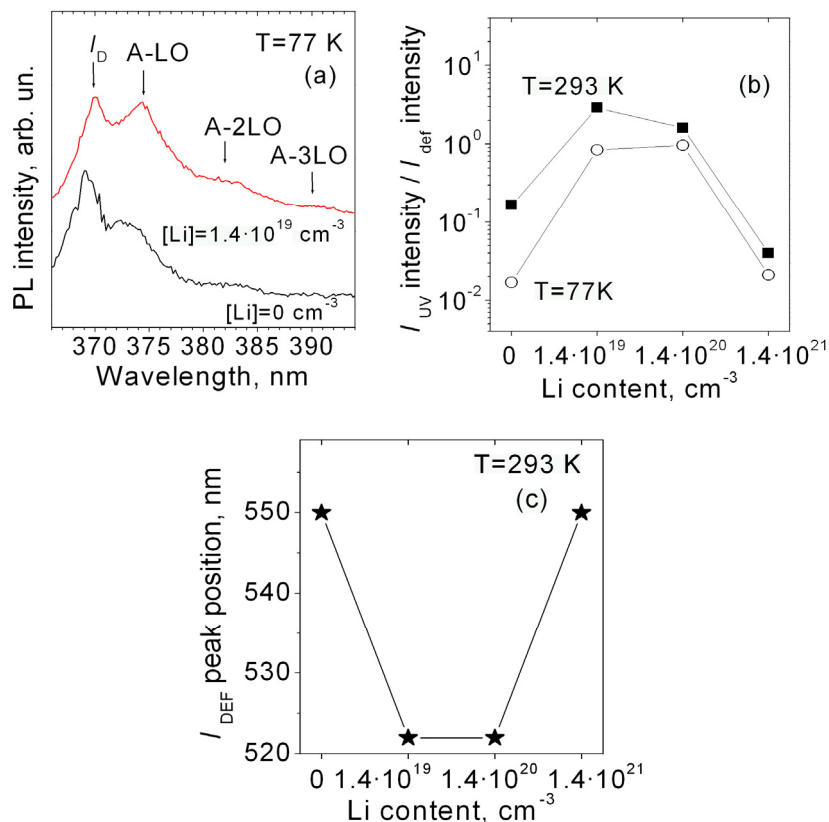 I_D
A-LO
T=77 K
(a)
A-2LO
A-3LO
[Li]=1.4·10^19 cm^-3
[Li]=0 cm^-3
PL intensity, arb. un.
370 375 380 385 390
Wavelength, nm
I_UV intensity / I_def intensity
10^1
10^0
10^-1
10^-2
T=293 K
(b)
T=77K
0 1.4·10^19 1.4·10^20 1.4·10^21
Li content, cm^-3
I_DEF peak position, nm
550
540
530
520
T=293 K
(c)
0 1.4·10^19 1.4·10^20 1.4·10^21
Li content, cm^-3